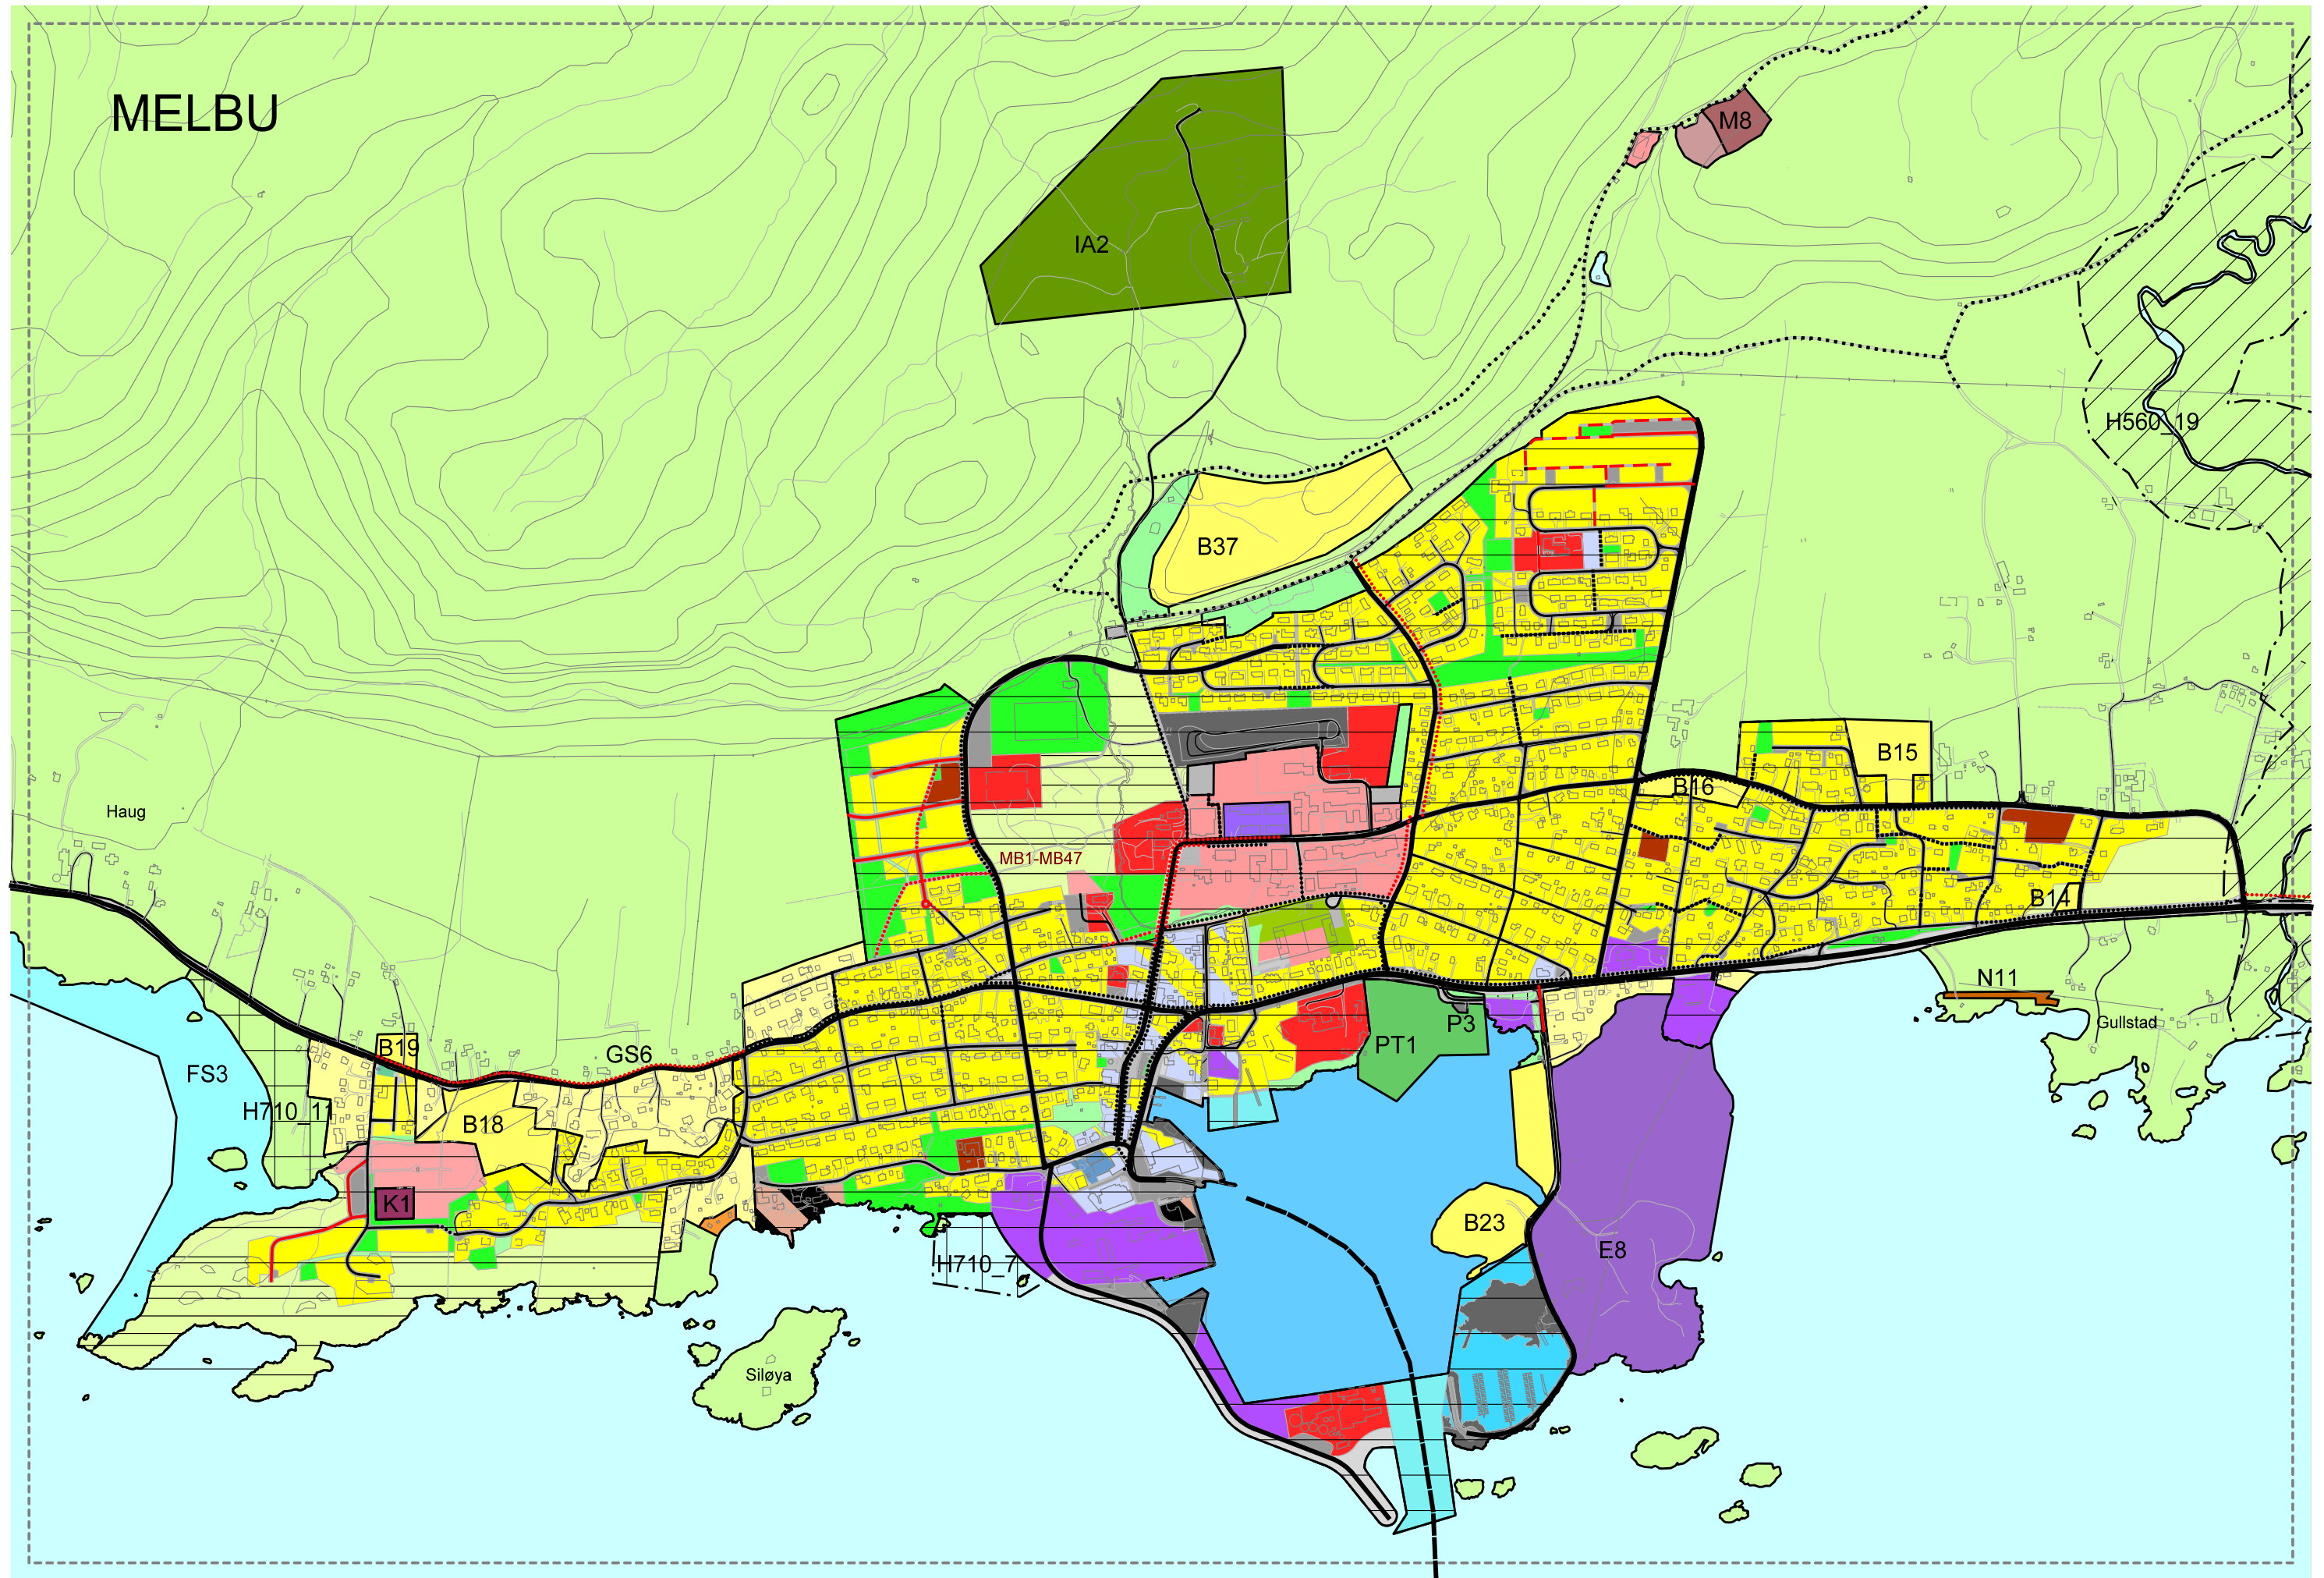 MELBU
M8
IA2
H560_19
B37
B15
B16
Haug
MB1-MB47
B14
N11
Gullstad
P3
PT1
B19
GS6
FS3
H710_11
B18
K1
B23
E8
H710_7
Siløya